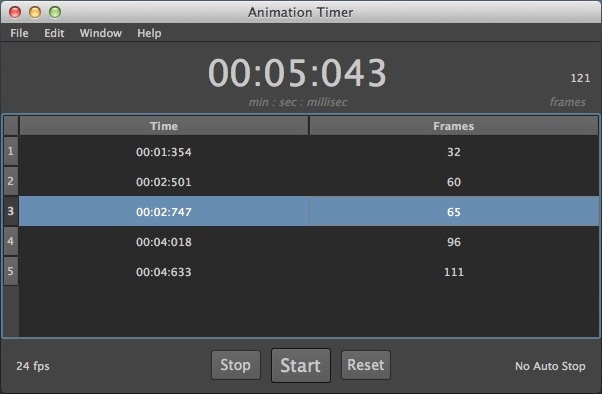 Animation Timer
File Edit Window Help
00:05:043
121
min : sec : millisec
frames
Time Frames
1 00:01:354 32
2 00:02:501 60
3 00:02:747 65
4 00:04:018 96
5 00:04:633 111
24 fps Stop Start Reset No Auto Stop